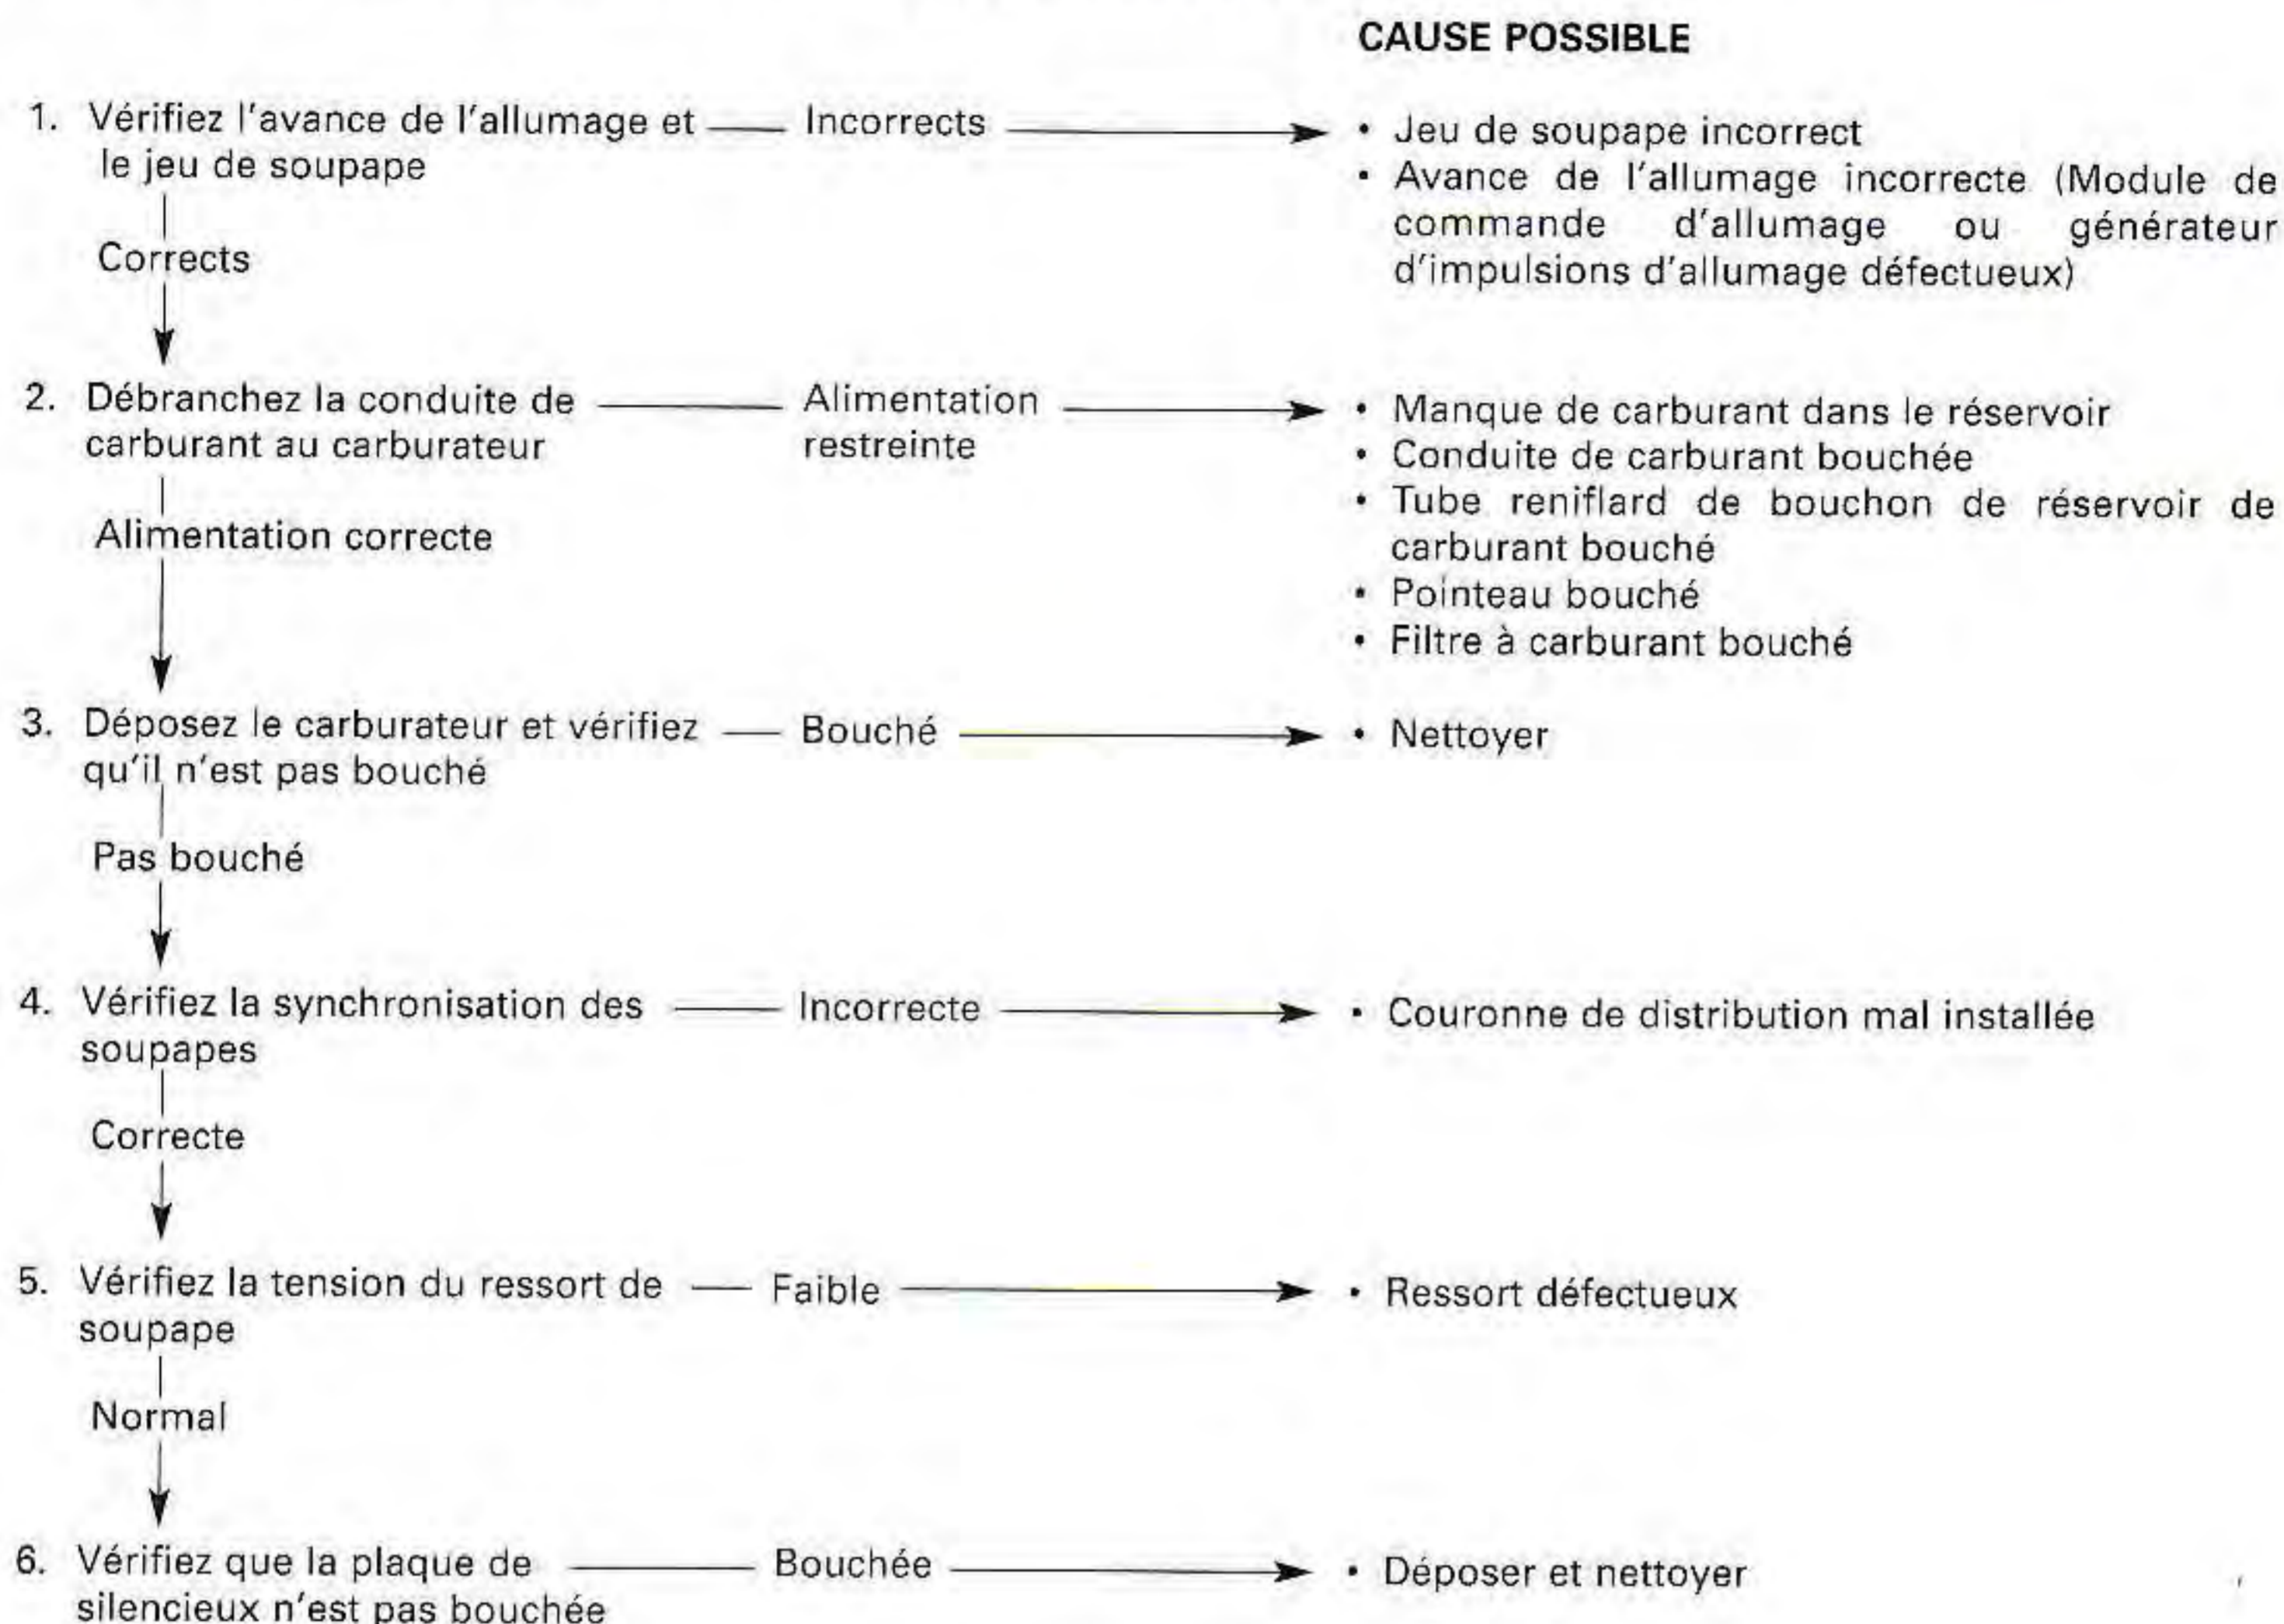 CAUSE POSSIBLE
1. Vérifiez l'avance de l'allumage et
le jeu de soupape
Incorrects
• Jeu de soupape incorrect
• Avance de l'allumage incorrecte (Module de
commande d'allumage ou générateur
d'impulsions d'allumage défectueux)
Corrects
2. Débranchez la conduite de
carburant au carburateur
Alimentation
restreinte
• Manque de carburant dans le réservoir
• Conduite de carburant bouchée
• Tube reniflard de bouchon de réservoir de
carburant bouché
• Pointeau bouché
• Filtre à carburant bouché
Alimentation correcte
3. Déposez le carburateur et vérifiez
qu'il n'est pas bouché
Bouché
• Nettoyer
Pas bouché
4. Vérifiez la synchronisation des
soupapes
Incorrecte
• Couronne de distribution mal installée
Correcte
5. Vérifiez la tension du ressort de
soupape
Faible
• Ressort défectueux
Normal
6. Vérifiez que la plaque de
silencieux n'est pas bouchée
Bouchée
• Déposer et nettoyer